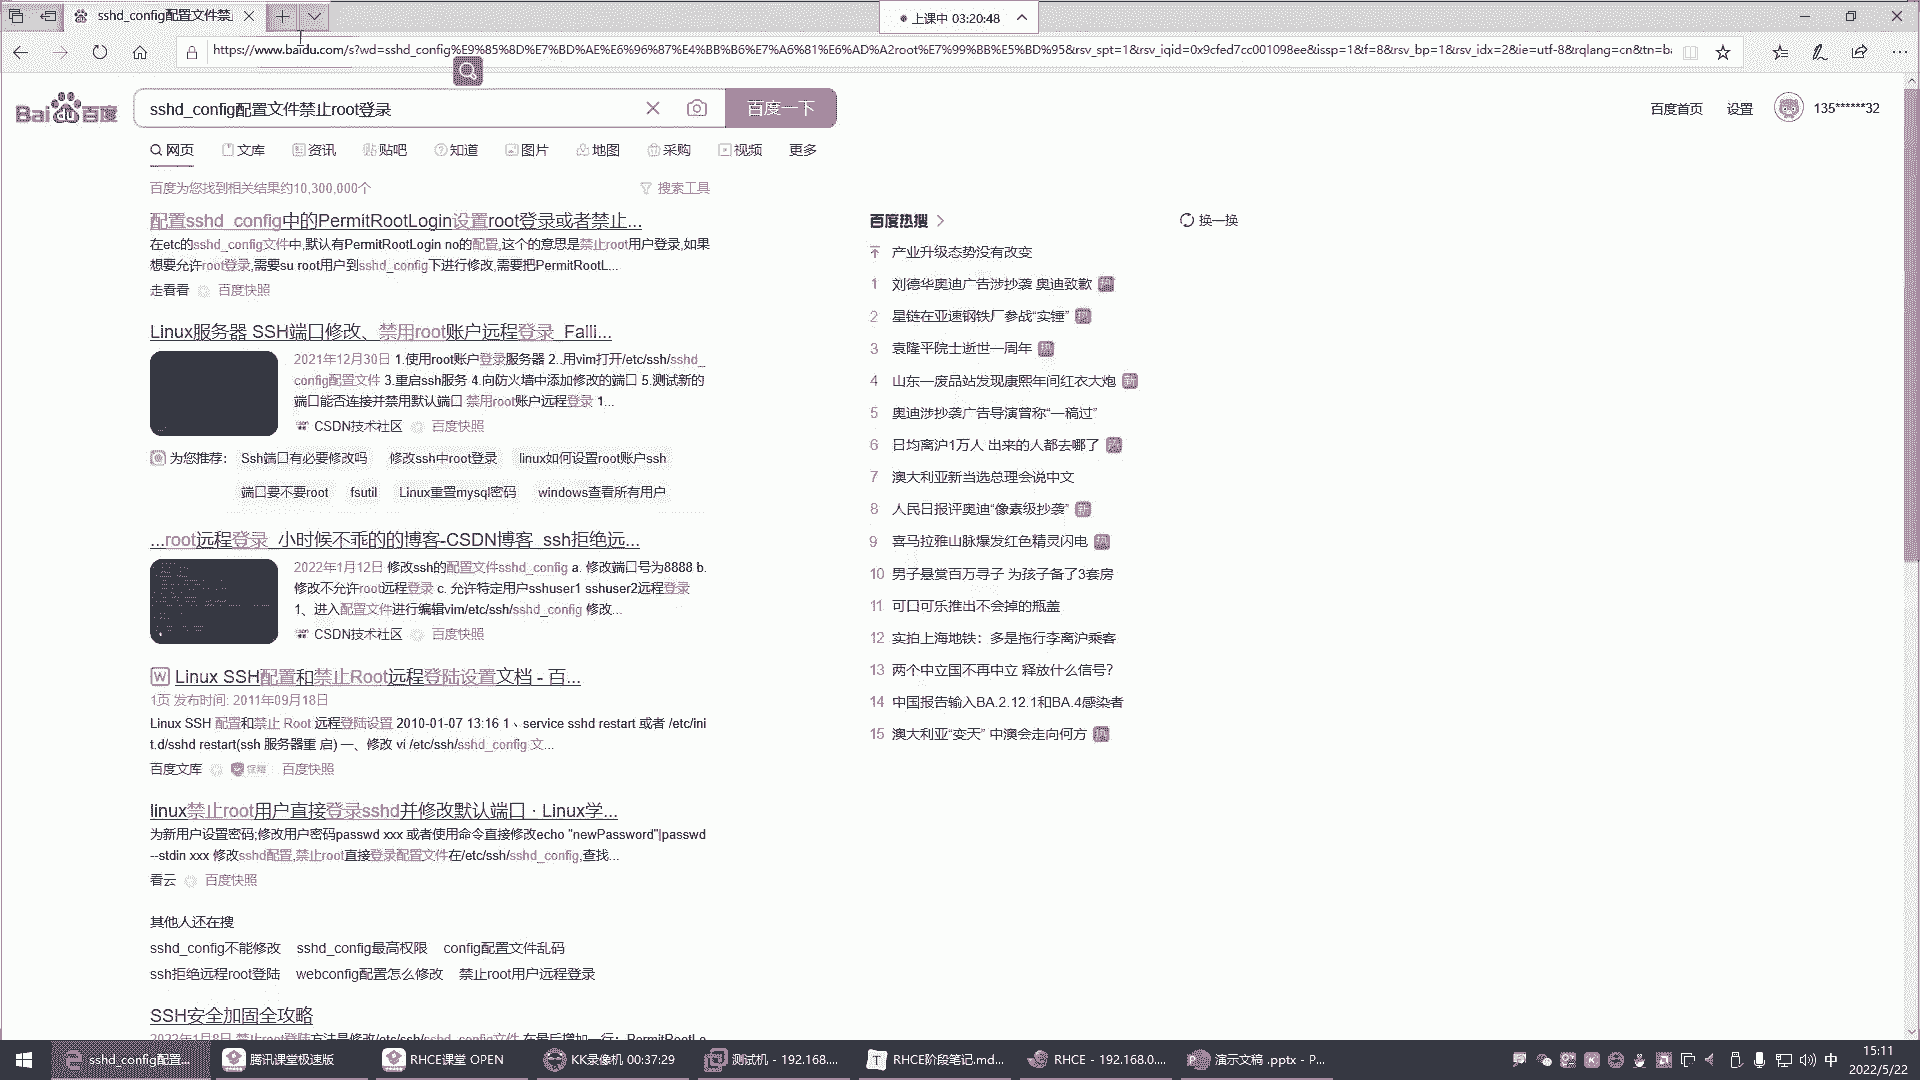 sshd_config配置文件禁止
上课中 03:20:48
https://www.baidu.com/s?wd=sshd_config%E9%85%8D%E7%BD%AE%E6%96%87%E4%BB%B6%E7%A6%81%E6%AD%A2root%E7%99%BB%E5%BD%95&rsv_spt=1&rsv_iqid=0x9cfed7cc001098ee&issp=1&f=8&rsv_bp=1&rsv_idx=2&ie=utf-8&rqlang=cn&tn=ba
Bai du 百度
sshd_config配置文件禁止root登录
百度一下
百度首页 设置 135******32
网页 文库 资讯 贴吧 知道 图片 地图 采购 视频 更多
百度为您找到相关结果约10,300,000个
搜索工具
配置sshd_config中的PermitRootLogin设置root登录或者禁止...
在etc的sshd_config文件中,默认有PermitRootLogin no的配置,这个的意思是禁止root用户登录,如果
想要允许root登录,需要su root用户到sshd_config下进行修改,需要把PermitRootL...
走看看 百度快照
Linux服务器 SSH端口修改、禁用root账户远程登录_Falli...
2021年12月30日 1.使用root账户登录服务器 2..用vim打开/etc/ssh/sshd_
config配置文件 3.重启ssh服务 4.向防火墙中添加修改的端口 5.测试新的
端口能否连接并禁用默认端口 禁用root账户远程登录 1...
CSDN技术社区 百度快照
为您推荐: Ssh端口有必要修改吗 修改ssh中root登录 linux如何设置root账户ssh
端口要不要root fsutil Linux重置mysql密码 windows查看所有用户
...root远程登录_小时候不乖的的博客-CSDN博客_ssh拒绝远...
2022年1月12日 修改ssh的配置文件sshd_config a. 修改端口号为8888 b.
修改不允许root远程登录 c. 允许特定用户sshuser1 sshuser2远程登录
1、进入配置文件进行编辑vim/etc/ssh/sshd_config 修改...
CSDN技术社区 百度快照
Linux SSH配置和禁止Root远程登陆设置文档 - 百...
1页 发布时间: 2011年09月18日
Linux SSH 配置和禁止 Root 远程登陆设置 2010-01-07 13:16 1、service sshd restart 或者 /etc/ini
t.d/sshd restart(ssh 服务器重 启) 一、修改 vi /etc/ssh/sshd_config 文...
百度文库 保障 百度快照
linux禁止root用户直接登录sshd并修改默认端口 · Linux学...
为新用户设置密码;修改用户密码passwd xxx 或者使用命令直接修改echo "newPassword"|passwd
--stdin xxx 修改sshd配置,禁止root直接登录配置文件在/etc/ssh/sshd_config,查找...
看云 百度快照
其他人还在搜
sshd_config不能修改 sshd_config最高权限 config配置文件乱码
ssh拒绝远程root登陆 webconfig配置怎么修改 禁止root用户远程登录
SSH安全加固全攻略
2022年1月8日 禁止root登陆方法是修改/etc/ssh/sshd_config文件,在最后增加一行：PermitRootLo
百度热搜
换一换
产业升级态势没有改变
1 刘德华奥迪广告涉抄袭 奥迪致歉 热
2 星链在亚速钢铁厂参战“实锤” 热
3 袁隆平院士逝世一周年 热
4 山东一废品站发现康熙年间红衣大炮 新
5 奥迪涉抄袭广告导演曾称“一稿过”
6 日均离沪1万人 出来的人都去哪了 热
7 澳大利亚新当选总理会说中文
8 人民日报评奥迪“像素级抄袭” 新
9 喜马拉雅山脉爆发红色精灵闪电 热
10 男子悬赏百万寻子 为孩子备了3套房
11 可口可乐推出不会掉的瓶盖
12 实拍上海地铁：多是拖行李离沪乘客
13 两个中立国不再中立 释放什么信号?
14 中国报告输入BA.2.12.1和BA.4感染者
15 澳大利亚“变天” 中澳会走向何方 热
sshd_config配置... 腾讯课堂极速版 RHCE课堂 OPEN KK录像机 00:37:29 测试机 - 192.168.... RHCE阶段笔记.md... RHCE - 192.168.0.... 演示文稿 .pptx - P...
中
15:11
2022/5/22